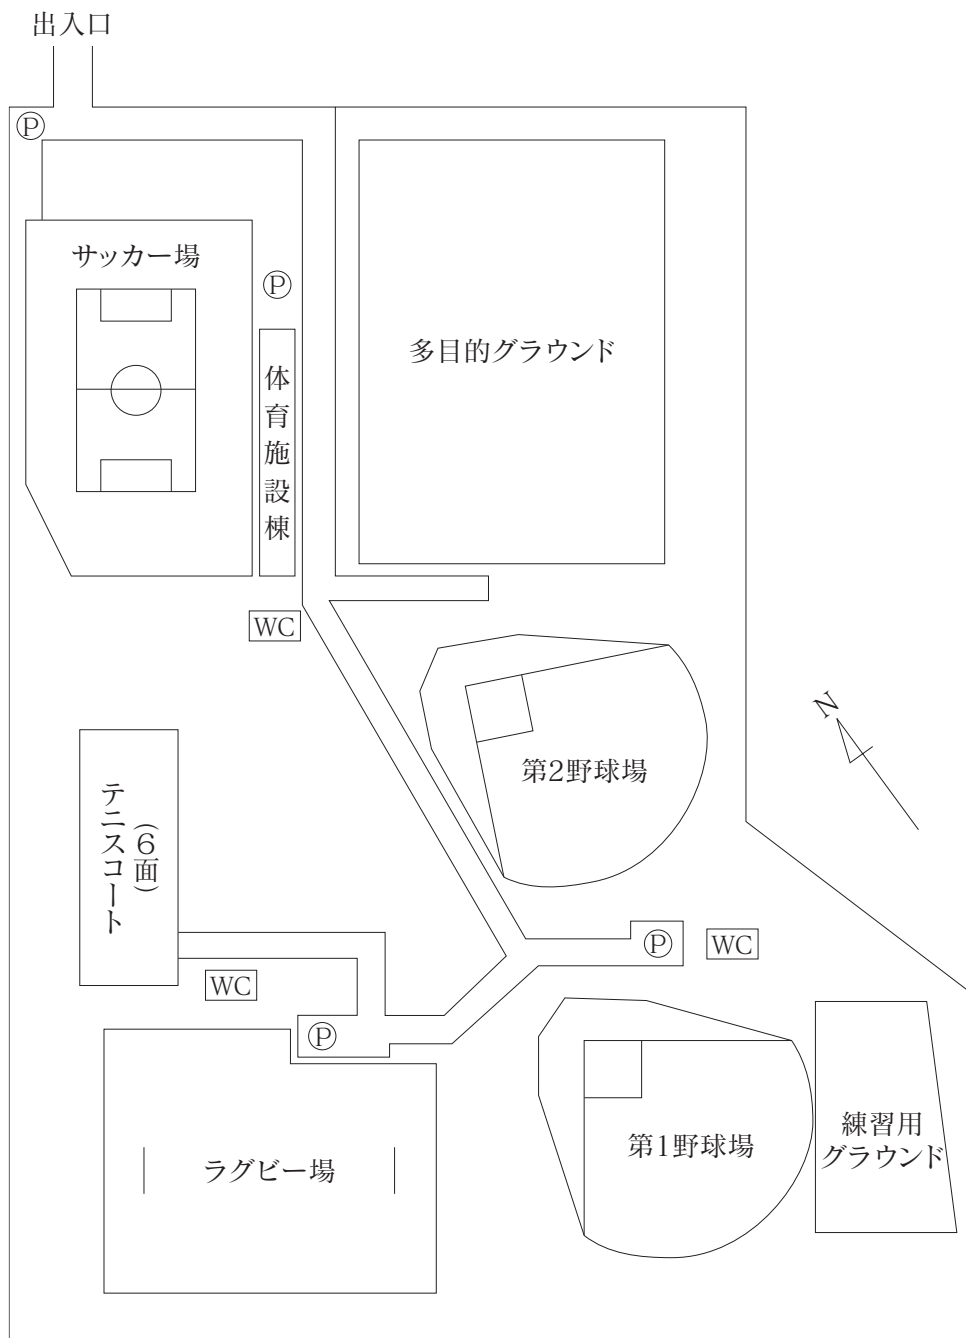 出入口
Ⓟ
サッカー場
Ⓟ
多目的グラウンド
体育施設棟
WC
N
第2野球場
テニスコート
（6面）
Ⓟ
WC
WC
Ⓟ
第1野球場
練習用
グラウンド
ラグビー場